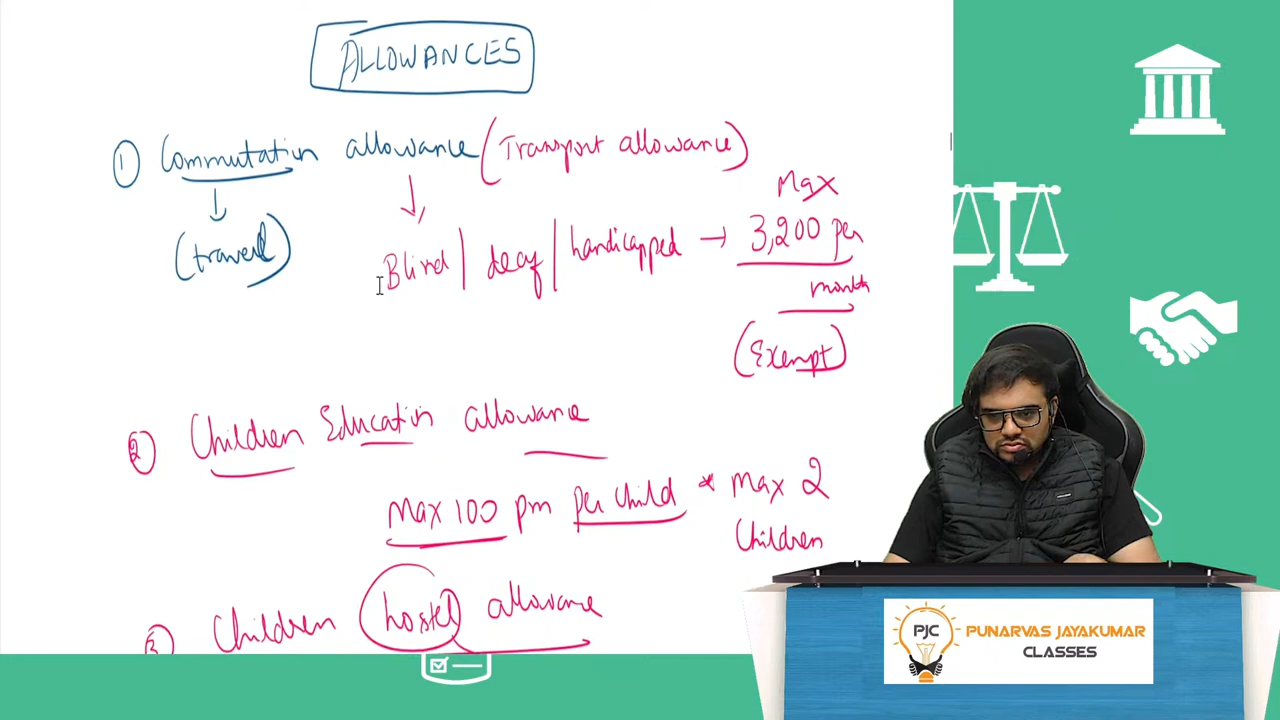 ALLOWANCES
① Commutation allowance (Transport allowance)
(travel)
Blind / deaf / handicapped → Max 3,200 per month
(Exempt)
② Children Educatin allowance
Max 100 pm per child * Max 2 Children
③ Children hostel allowance
PJC
PUNARVAS JAYAKUMAR
CLASSES